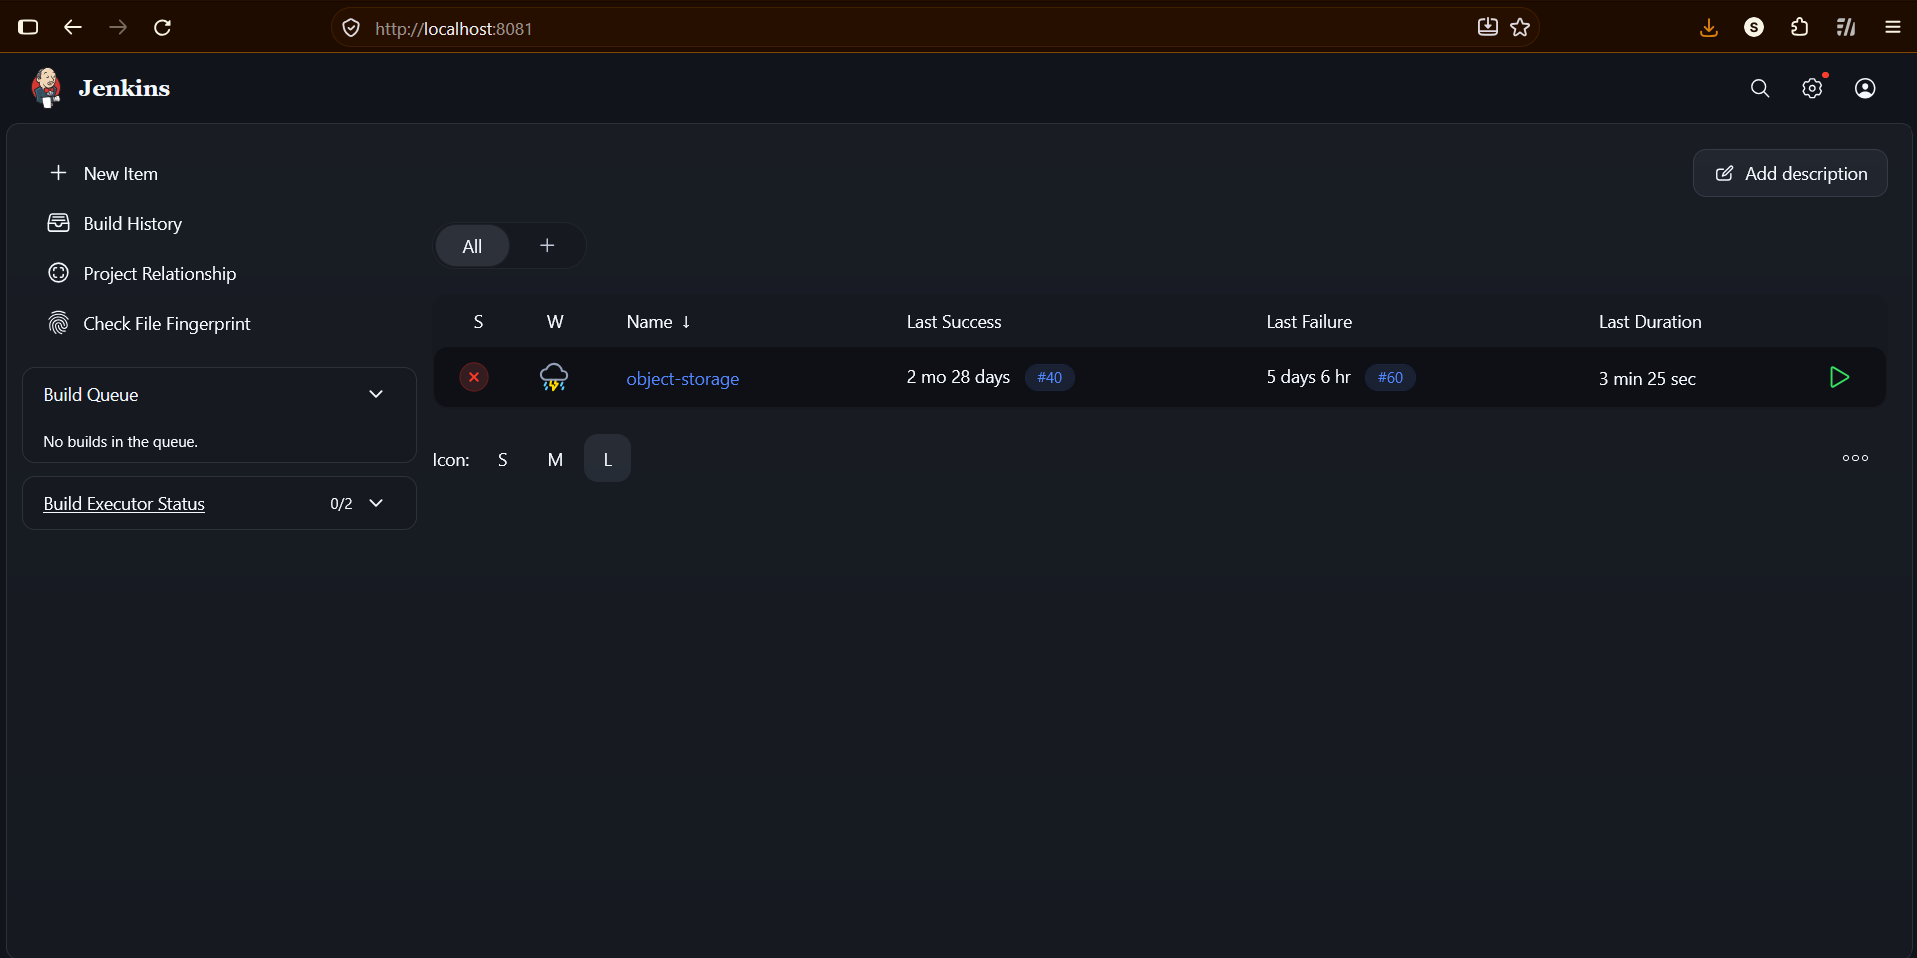 http://localhost:8081
S
Jenkins
New Item
Add description
Build History
All
Project Relationship
Check File Fingerprint
S W Name ↓ Last Success Last Failure Last Duration
object-storage 2 mo 28 days #40 5 days 6 hr #60 3 min 25 sec
Build Queue
No builds in the queue.
Icon: S M L
Build Executor Status 0/2